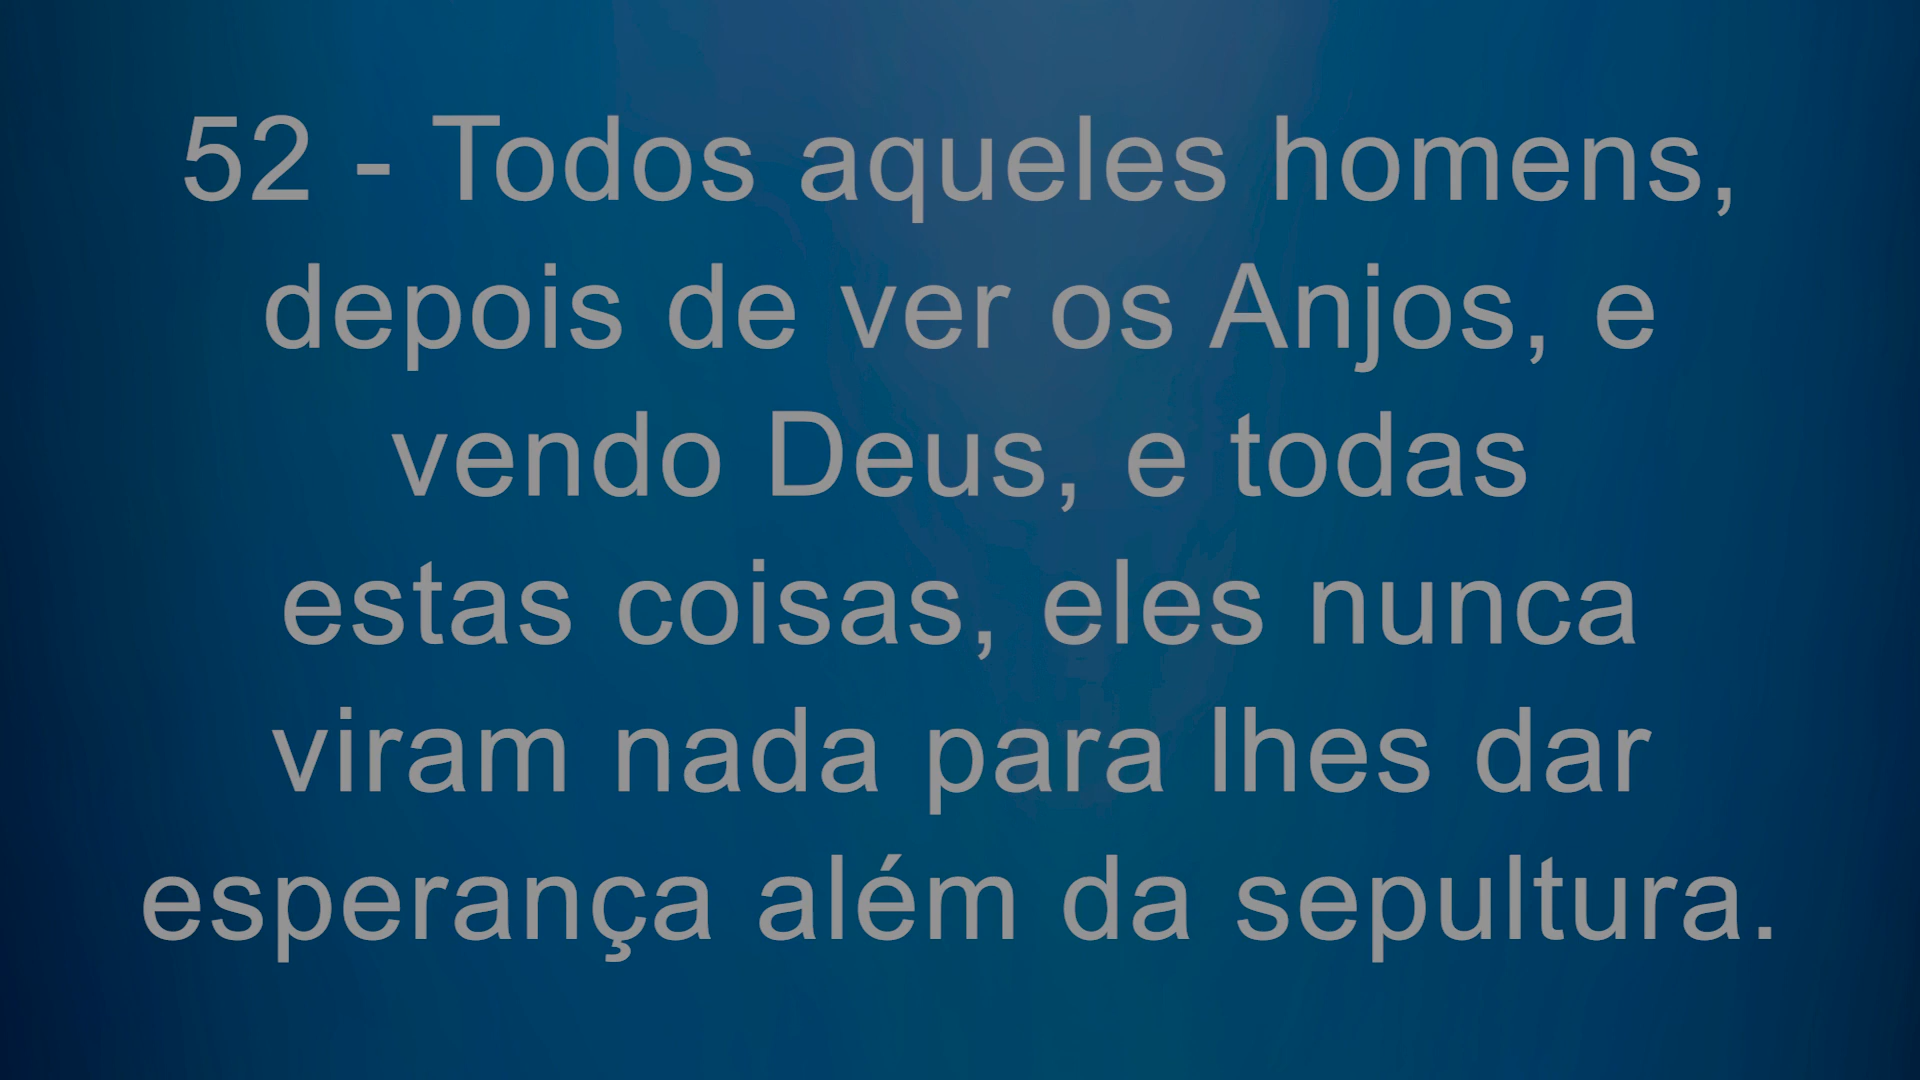 52 - Todos aqueles homens,
depois de ver os Anjos, e
vendo Deus, e todas
estas coisas, eles nunca
viram nada para lhes dar
esperança além da sepultura.